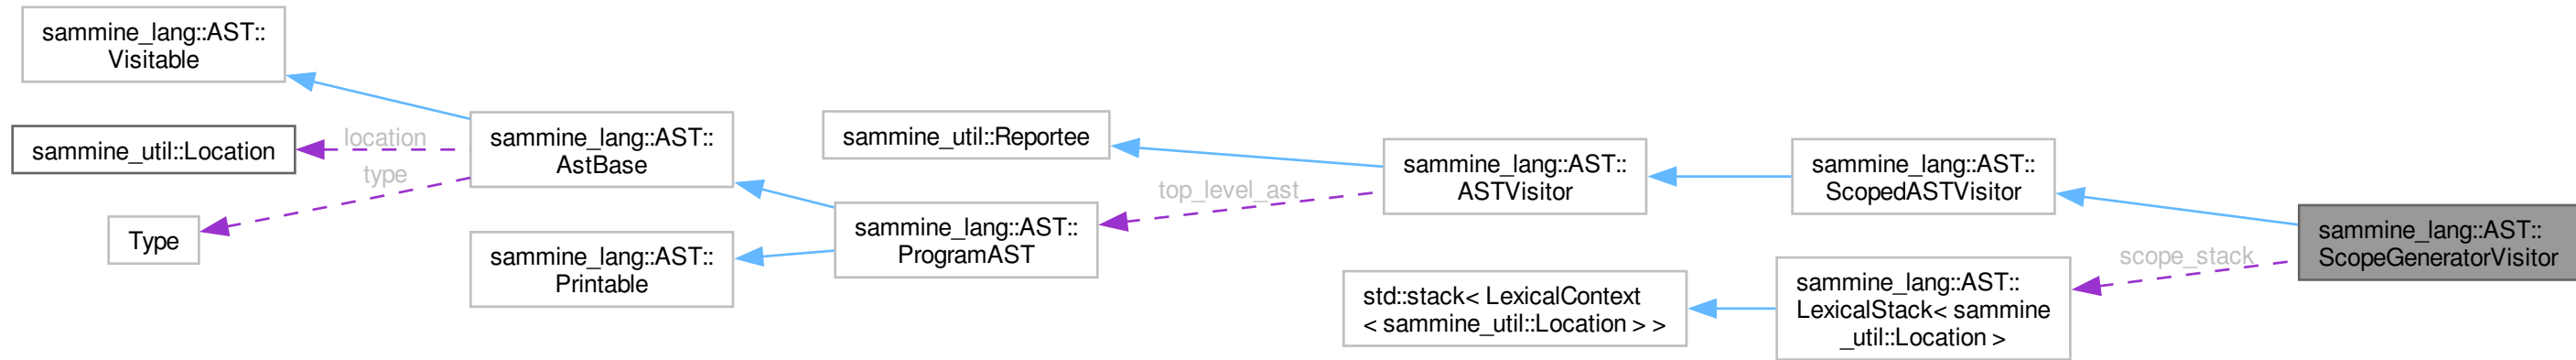 sammine_lang::AST::
Visitable
sammine_util::Location
location
type
Type
sammine_lang::AST::
AstBase
sammine_lang::AST::
Printable
sammine_util::Reportee
sammine_lang::AST::
ProgramAST
top_level_ast
sammine_lang::AST::
ASTVisitor
std::stack< LexicalContext
< sammine_util::Location > >
sammine_lang::AST::
ScopedASTVisitor
sammine_lang::AST::
LexicalStack< sammine
_util::Location >
scope_stack
sammine_lang::AST::
ScopeGeneratorVisitor